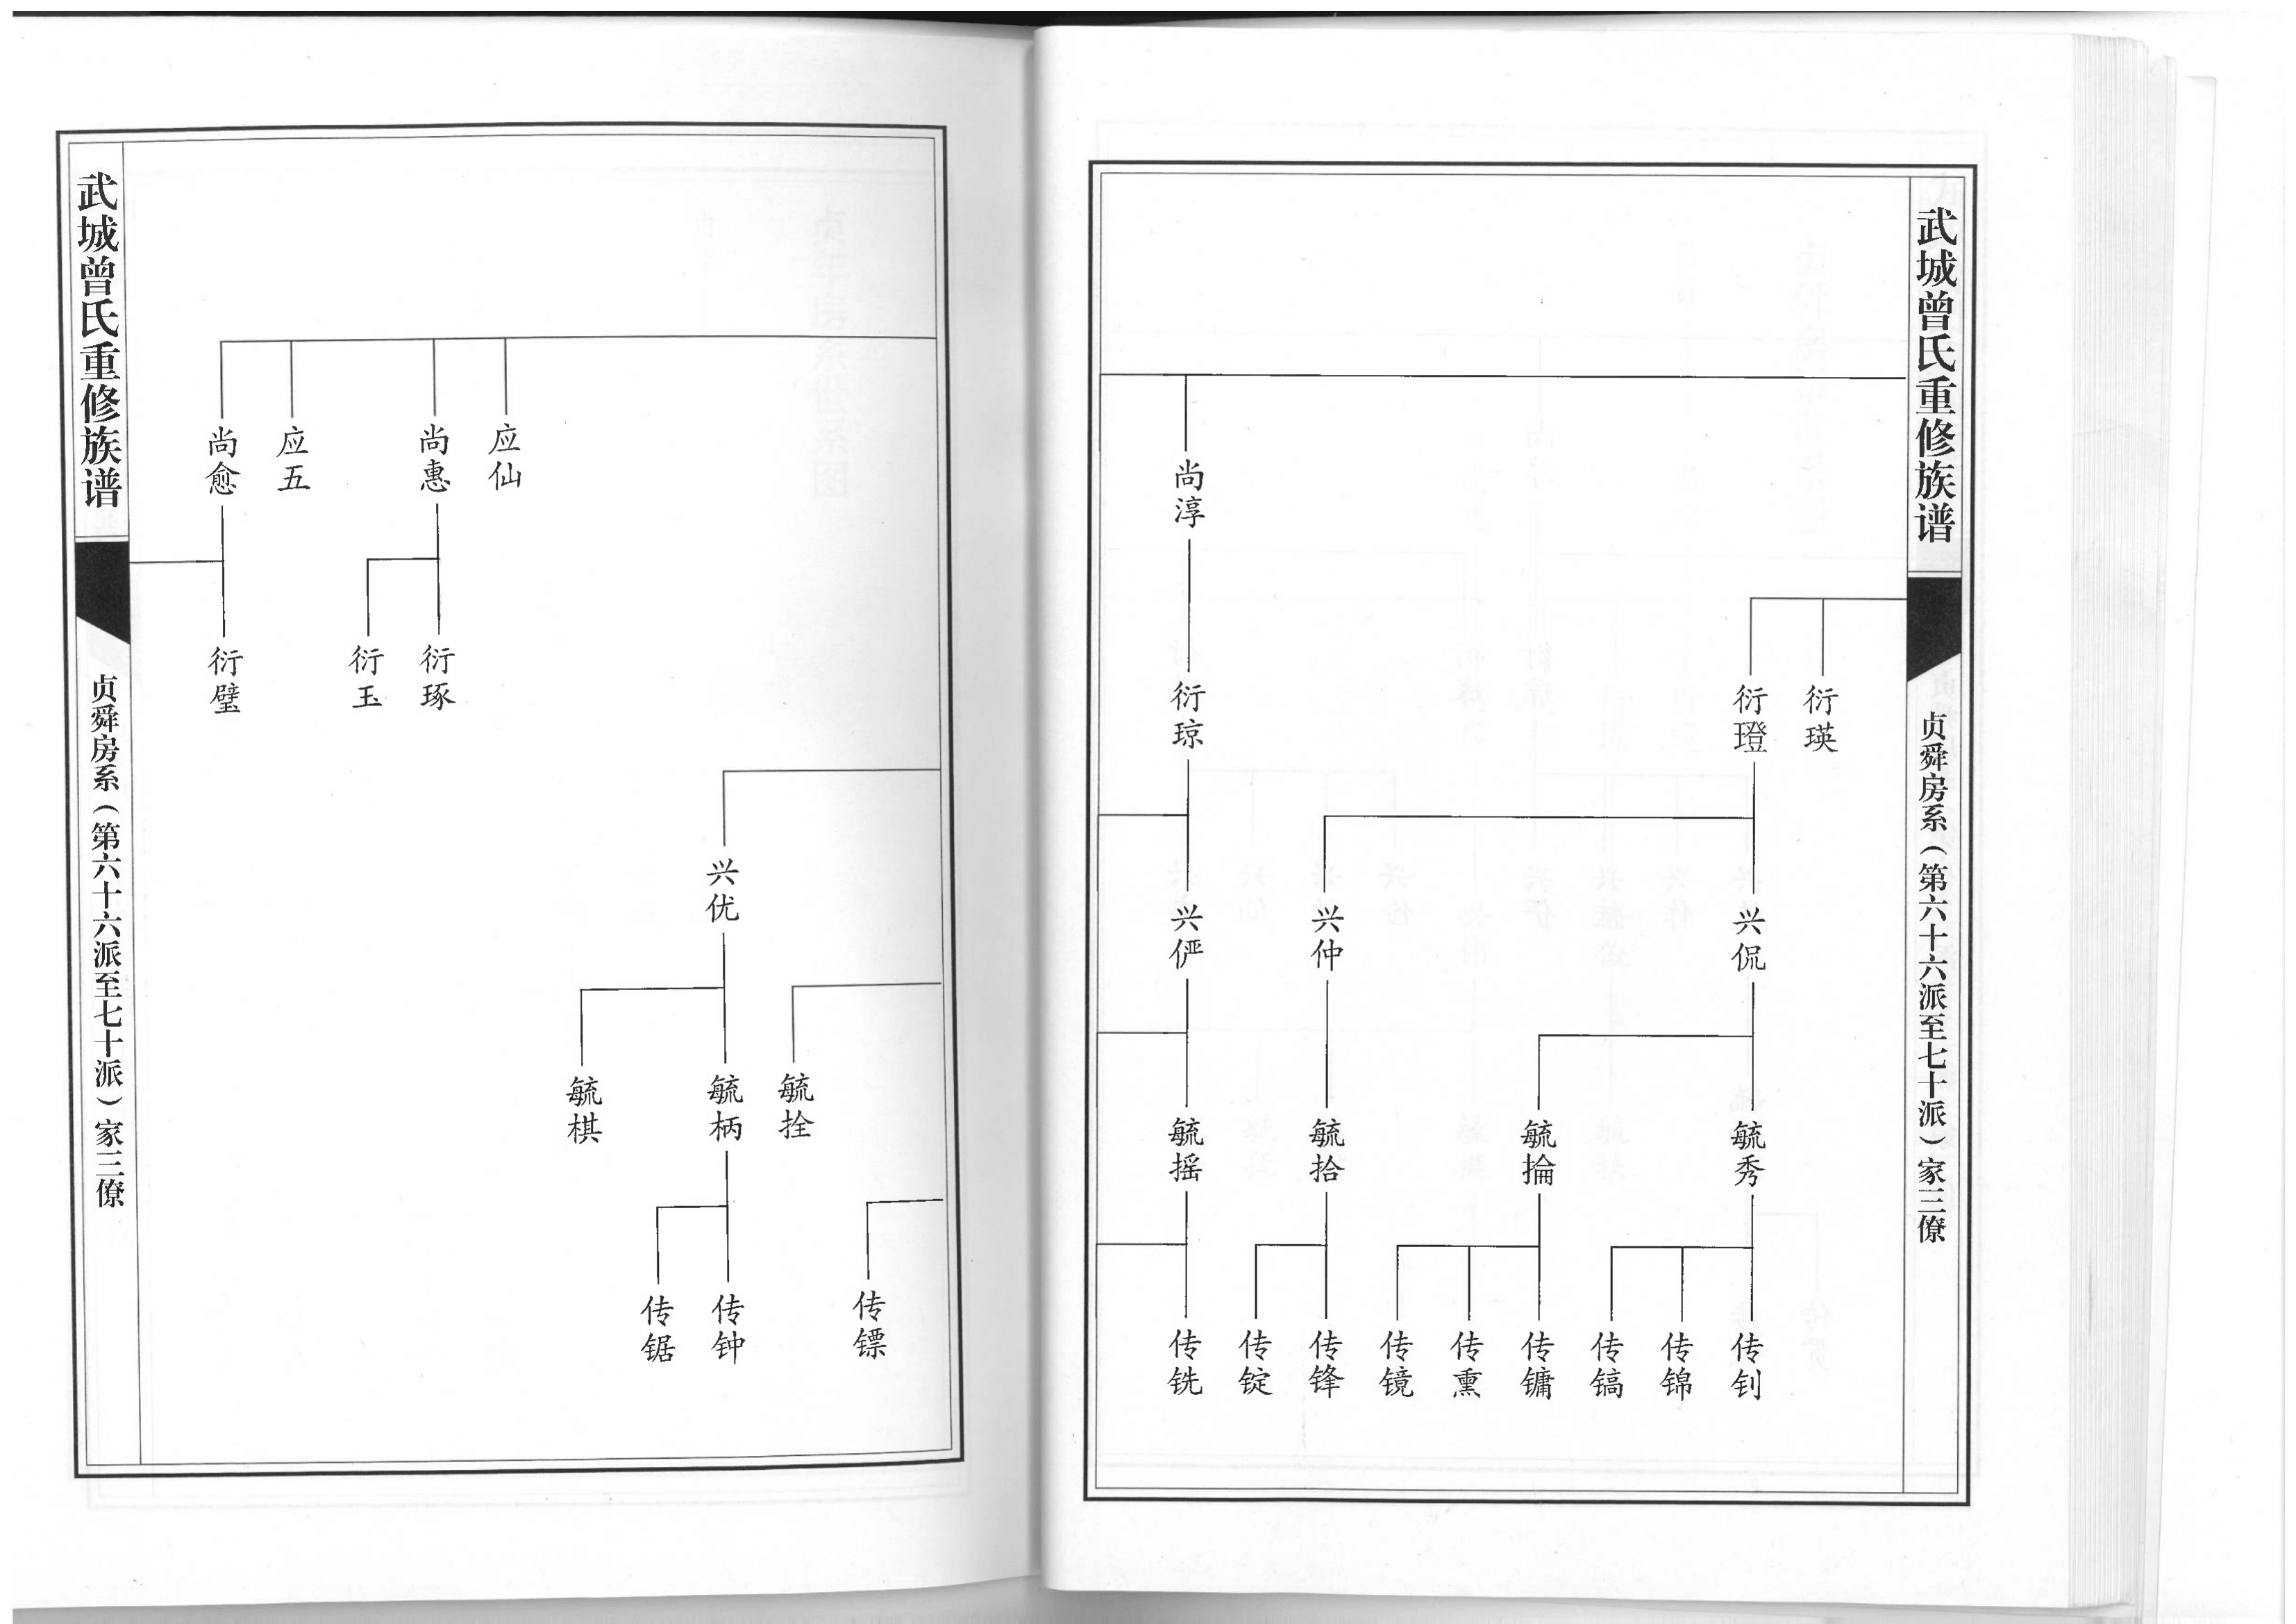 武城曾氏重修族谱
贞舜房系（第六十六派至七十派）家三僚
尚淳
衍瑛
衍璒
衍琼
兴侃
兴仲
兴俨
毓秀
毓掄
毓拾
毓摇
传钊
传锦
传镐
传镛
传熏
传镜
传锋
传锭
传铣
武城曾氏重修族谱
贞舜房系（第六十六派至七十派）家三僚
应仙
尚惠
应五
尚愈
衍琢
衍玉
衍璧
兴优
毓拴
毓柄
毓棋
传镖
传钟
传锯